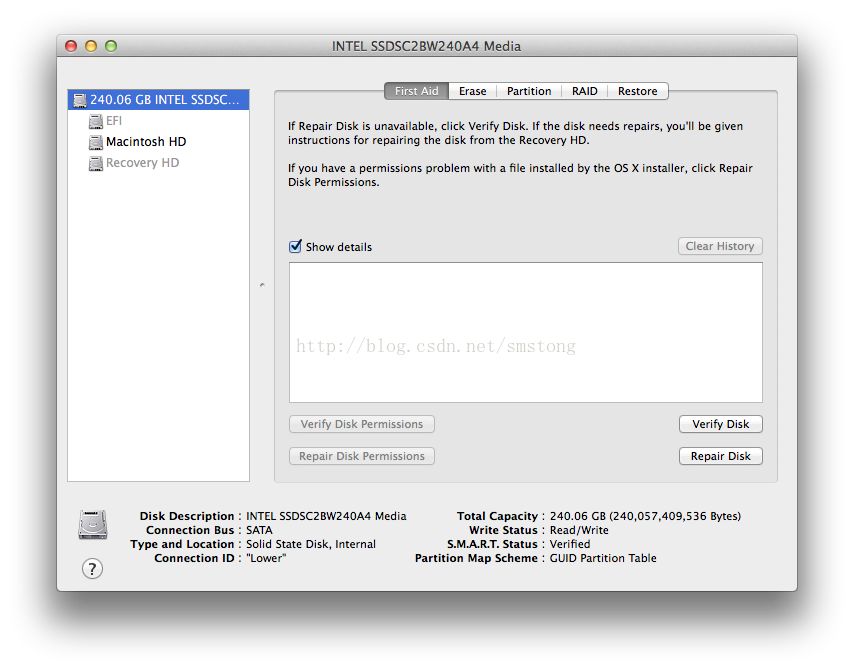 INTEL SSDSC2BW240A4 Media
240.06 GB INTEL SSDSC...
EFI
Macintosh HD
Recovery HD
First Aid Erase Partition RAID Restore
If Repair Disk is unavailable, click Verify Disk. If the disk needs repairs, you'll be given
instructions for repairing the disk from the Recovery HD.
If you have a permissions problem with a file installed by the OS X installer, click Repair
Disk Permissions.
Show details
Clear History
http://blog.csdn.net/smstong
Verify Disk Permissions
Verify Disk
Repair Disk Permissions
Repair Disk
Disk Description : INTEL SSDSC2BW240A4 Media
Connection Bus : SATA
Type and Location : Solid State Disk, Internal
Connection ID : "Lower"
Total Capacity : 240.06 GB (240,057,409,536 Bytes)
Write Status : Read/Write
S.M.A.R.T. Status : Verified
Partition Map Scheme : GUID Partition Table
?